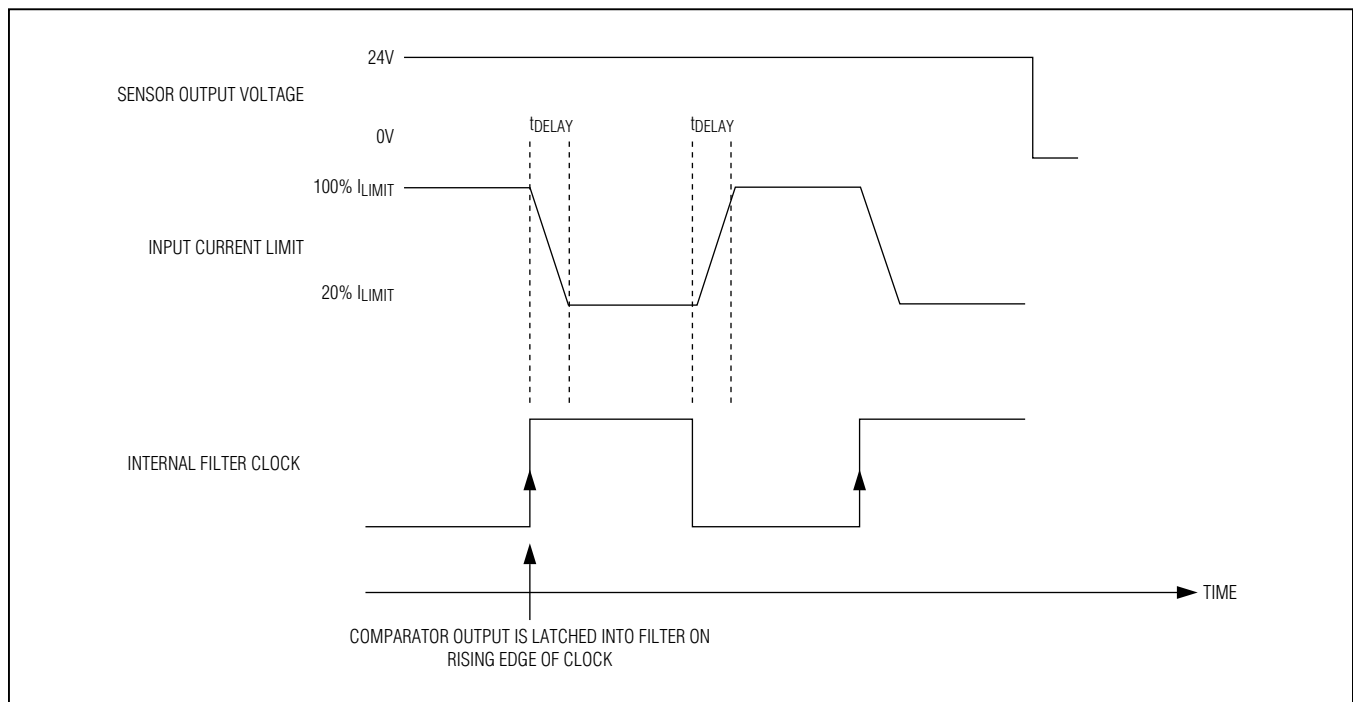 24V
SENSOR OUTPUT VOLTAGE
0V
tDELAY
tDELAY
100% ILIMIT
INPUT CURRENT LIMIT
20% ILIMIT
INTERNAL FILTER CLOCK
TIME
COMPARATOR OUTPUT IS LATCHED INTO FILTER ON
RISING EDGE OF CLOCK